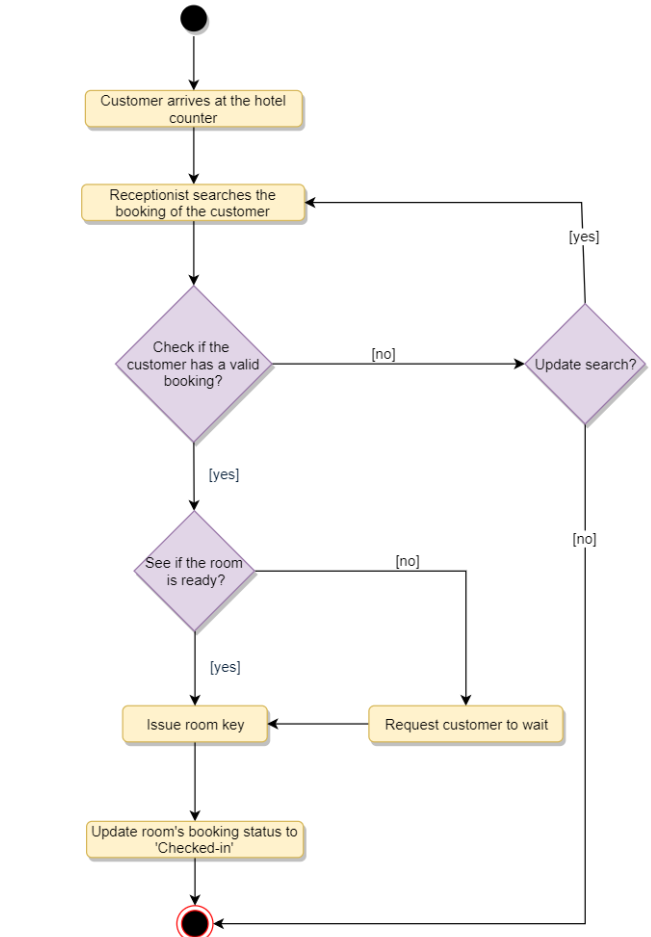 Customer arrives at the hotel
counter
Receptionist searches the
booking of the customer
[yes]
Check if the
customer has a valid
booking?
[no]
Update search?
[yes]
[no]
See if the room
is ready?
[no]
[yes]
Issue room key
Request customer to wait
Update room's booking status to
'Checked-in'